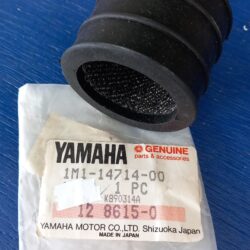 YAMAHA GENUINE
parts & accessories
1M1-14714-00
1 PC
K890314A
12 8615-0
YAMAHA MOTOR CO.,LTD. Shizuoka Japan
MADE IN JAPAN